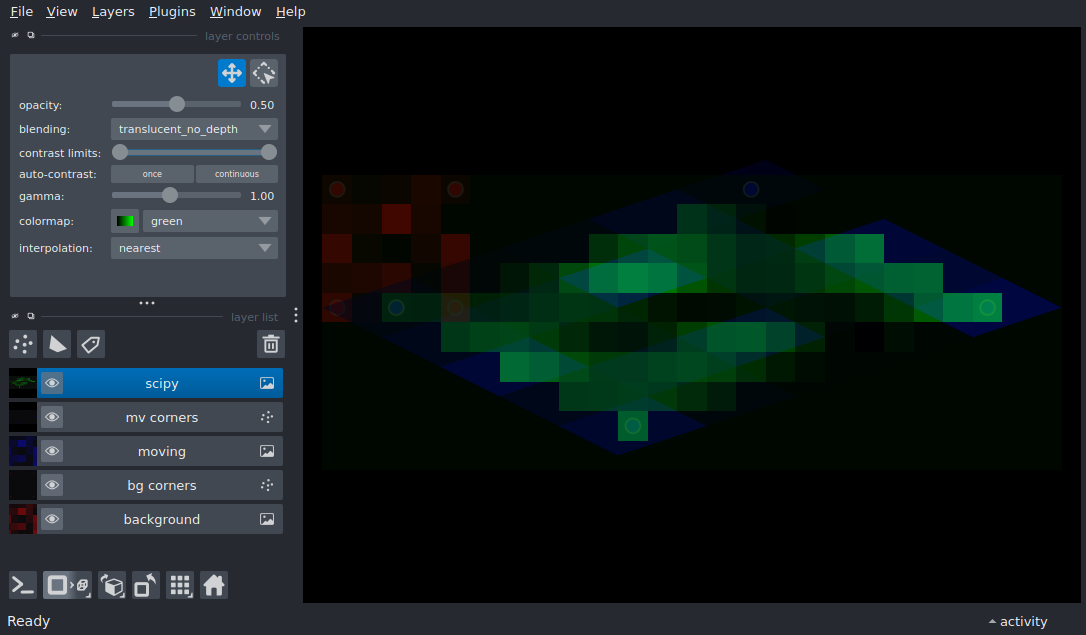 File View Layers Plugins Window Help
layer controls
opacity: 0.50
blending: translucent_no_depth
contrast limits:
auto-contrast: once continuous
gamma: 1.00
colormap: green
interpolation: nearest
layer list
scipy
mv corners
moving
bg corners
background
Ready
activity